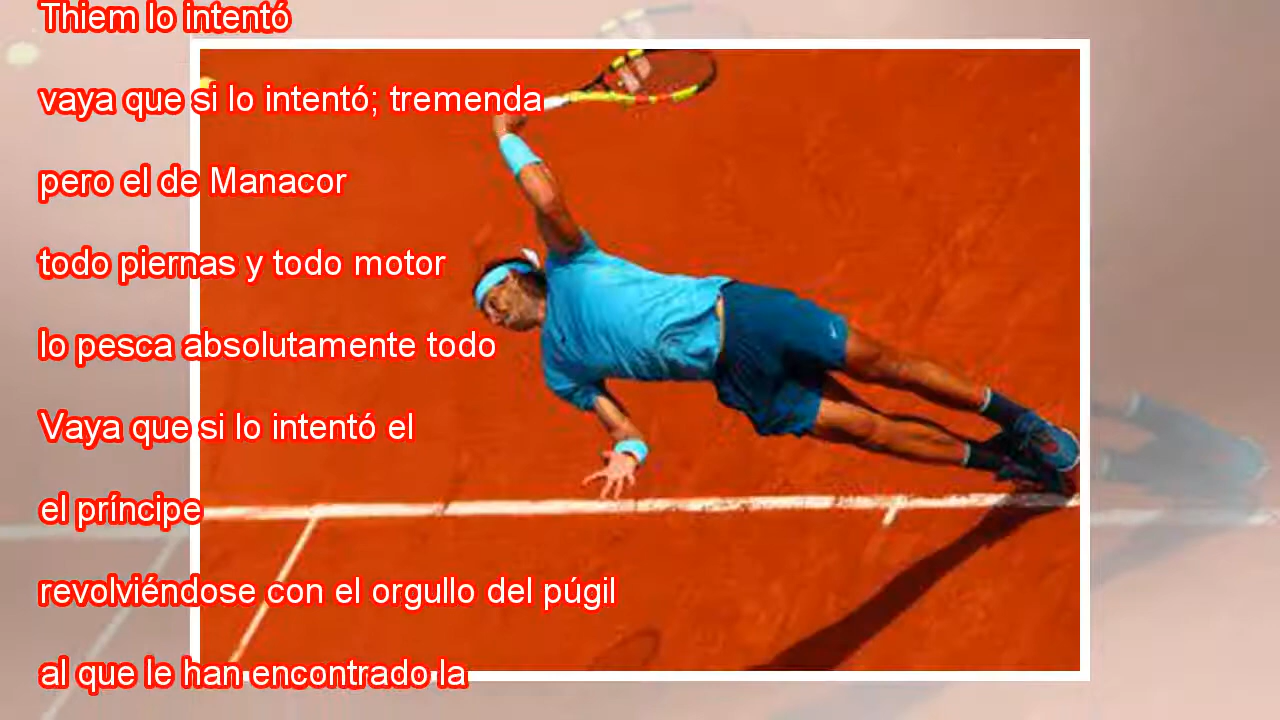 Thiem lo intentó
vaya que si lo intentó; tremenda
pero el de Manacor
todo piernas y todo motor
lo pesca absolutamente todo
Vaya que si lo intentó el
el príncipe
revolviéndose con el orgullo del púgil
al que le han encontrado la